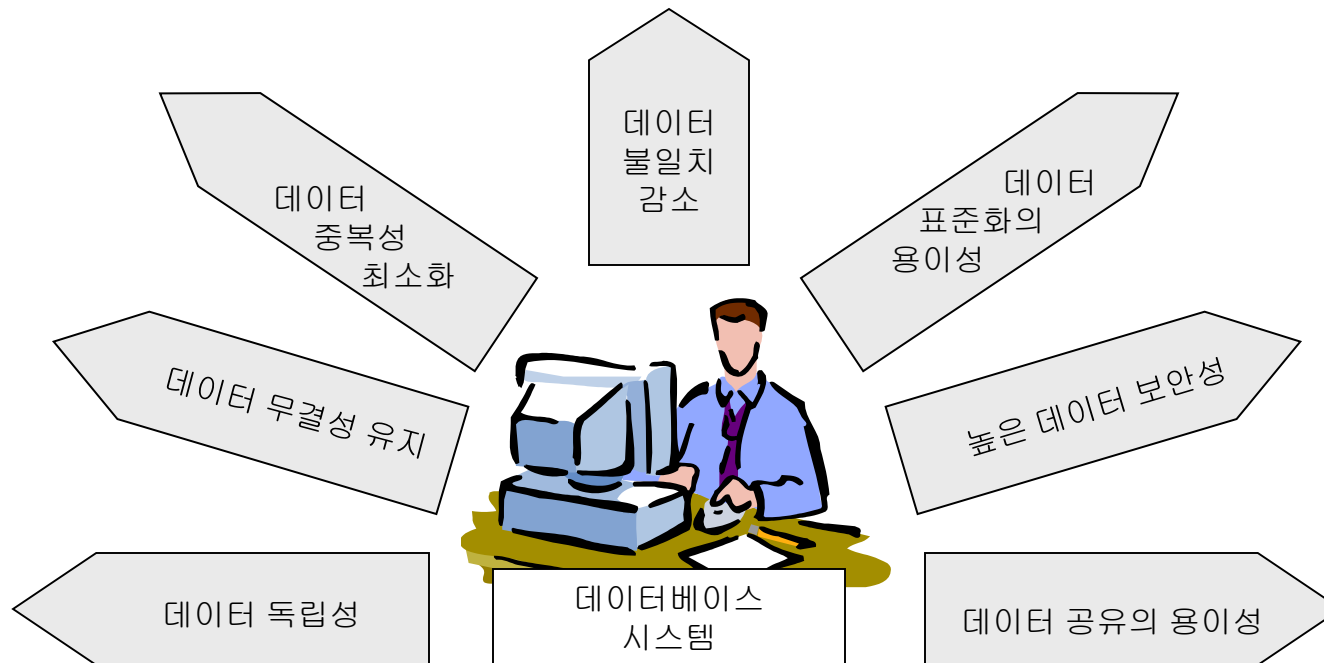 데이터
불일치
감소
데이터
중복성
최소화
데이터
표준화의
용이성
데이터 무결성 유지
높은 데이터 보안성
데이터 독립성
데이터베이스
시스템
데이터 공유의 용이성